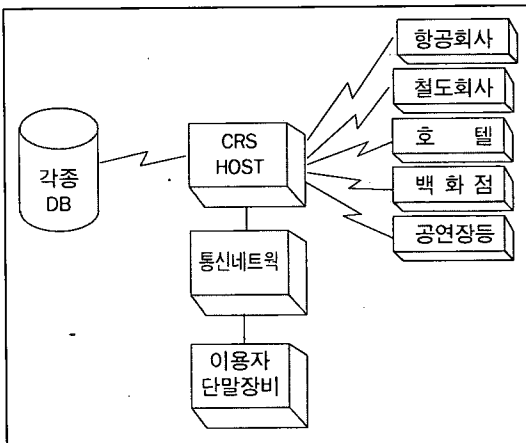 항공회사
철도회사
호 텔
백 화 점
공연장등
CRS
HOST
각종
DB
통신네트웍
이용자
단말장비